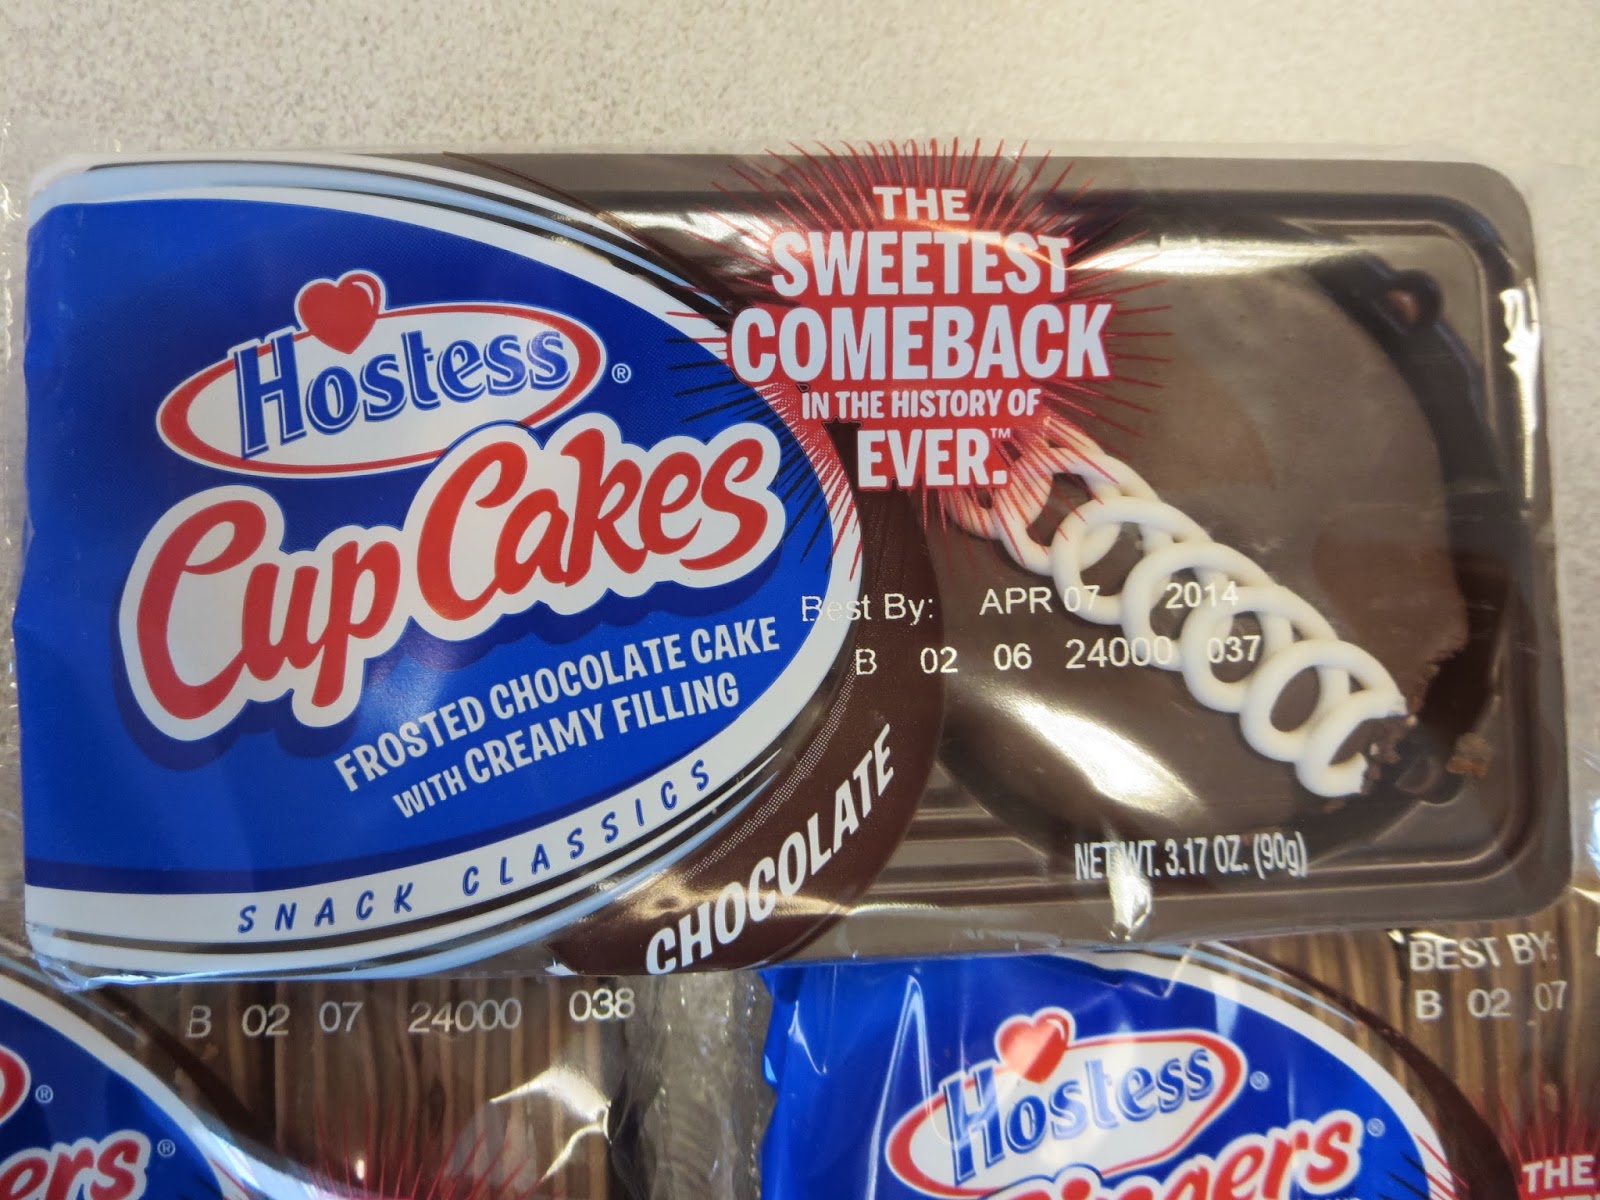 THE
SWEETEST
COMEBACK
IN THE HISTORY OF
EVER.™
Hostess®
CupCakes
FROSTED CHOCOLATE CAKE
WITH CREAMY FILLING
SNACK CLASSICS
CHOCOLATE
Best By: APR 07 2014
B 02 06 24000 037
NET WT. 3.17 OZ. (90g)
B 02 07 24000 038
BEST BY:
B 02 07
®
ers®
Hostess®
ingers®
THE